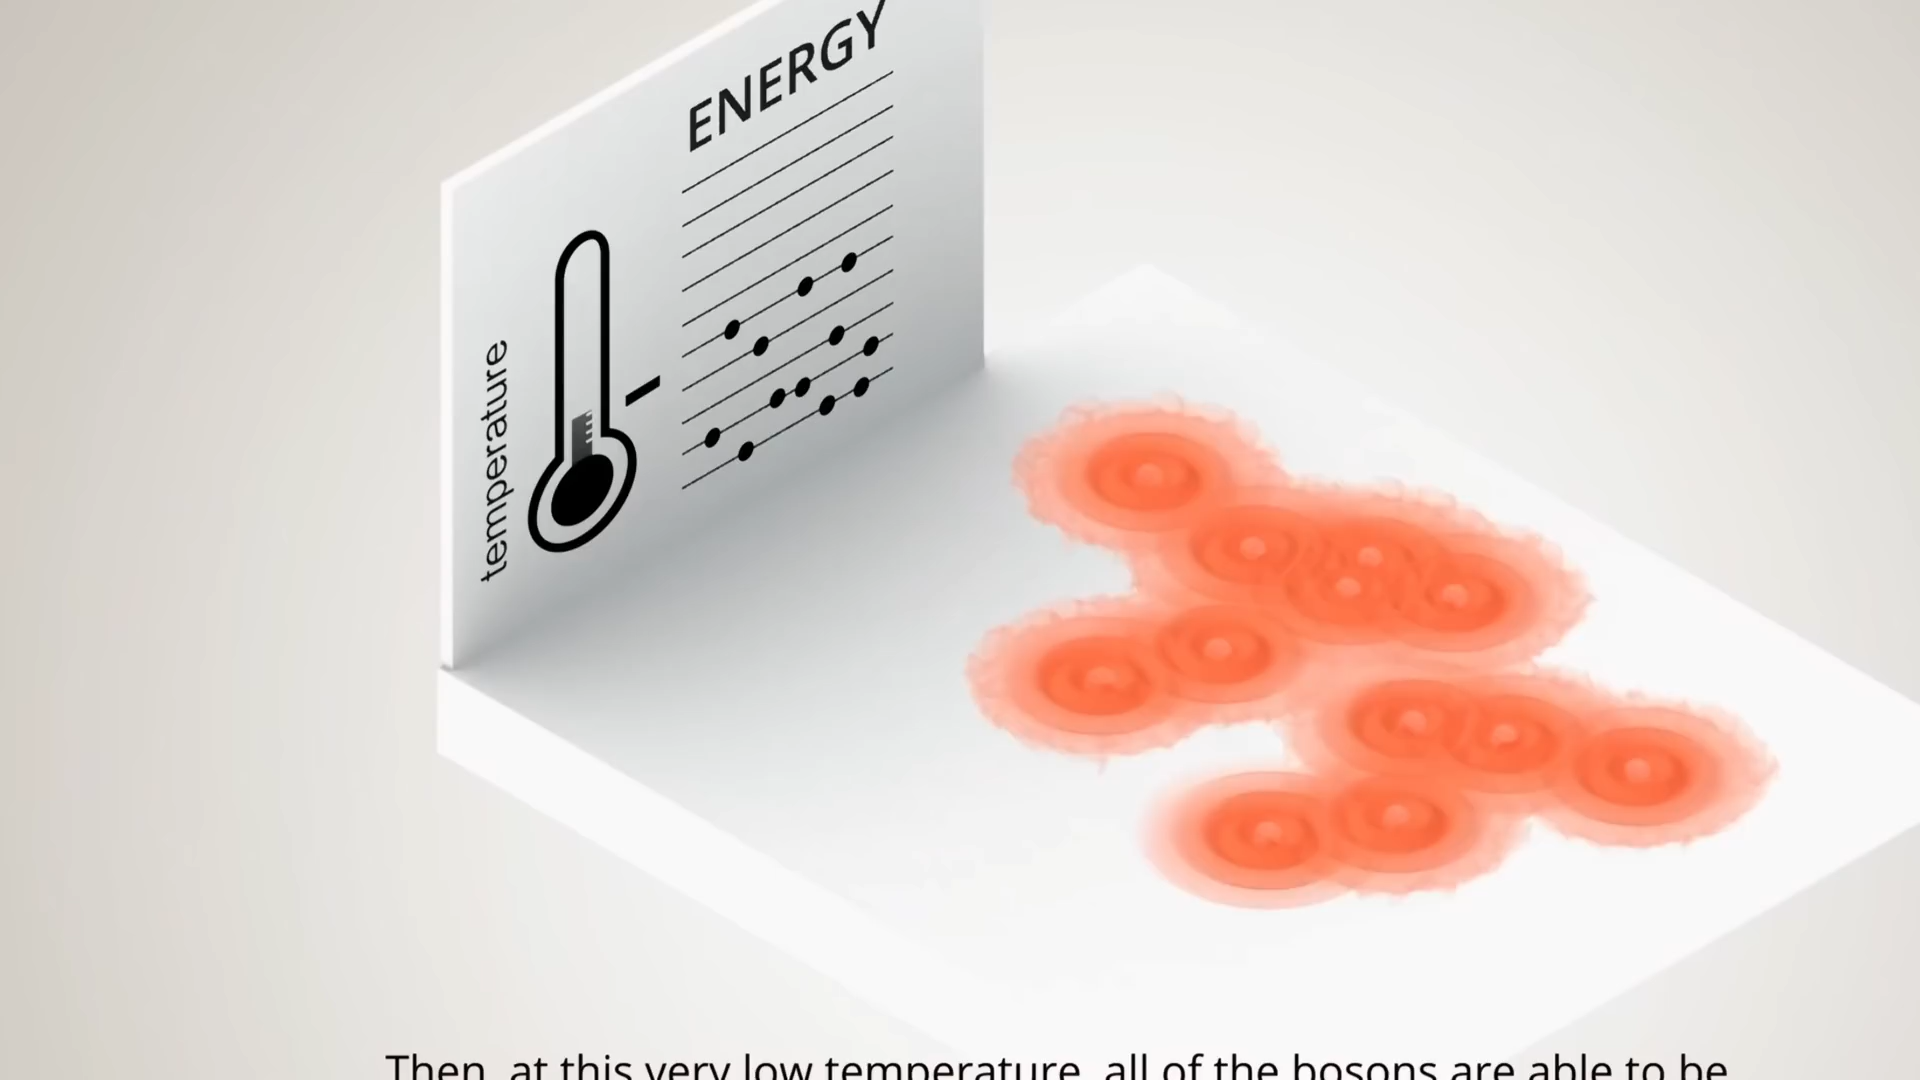 ENERGY
temperature
Then, at this very low temperature, all of the bosons are able to be